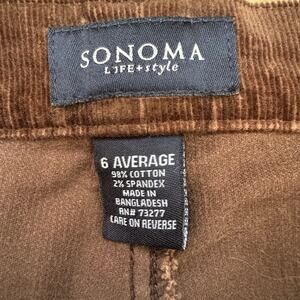 SONOMA
LIFE+style
6 AVERAGE
98% COTTON
2% SPANDEX
MADE IN
BANGLADESH
RN# 73277
CARE ON REVERSE